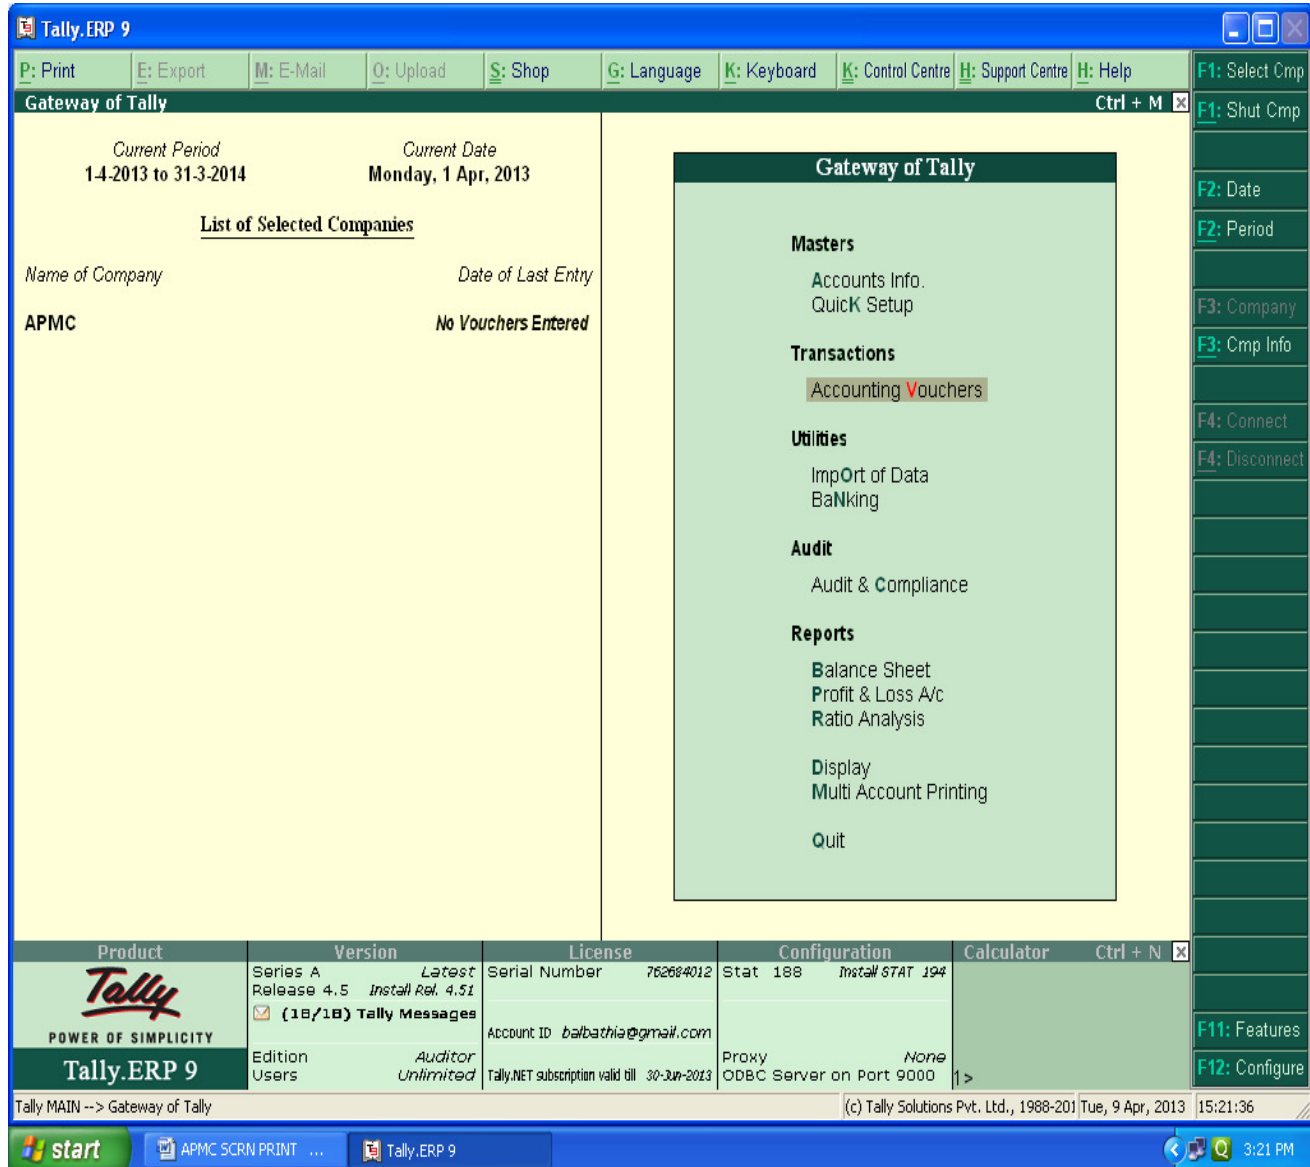 Tally.ERP 9
P: Print E: Export M: E-Mail O: Upload S: Shop G: Language K: Keyboard K: Control Centre H: Support Centre H: Help
Gateway of Tally Ctrl + M
Current Period Current Date
1-4-2013 to 31-3-2014 Monday, 1 Apr, 2013
List of Selected Companies
Name of Company Date of Last Entry
APMC No Vouchers Entered
Gateway of Tally
Masters
Accounts Info.
QuicK Setup
Transactions
Accounting Vouchers
Utilities
ImpOrt of Data
BaNking
Audit
Audit & Compliance
Reports
Balance Sheet
Profit & Loss A/c
Ratio Analysis
Display
Multi Account Printing
Quit
F1: Select Cmp
F1: Shut Cmp
F2: Date
F2: Period
F3: Company
F3: Cmp Info
F4: Connect
F4: Disconnect
F11: Features
F12: Configure
Product Version License Configuration Calculator Ctrl + N
Tally
POWER OF SIMPLICITY
Tally.ERP 9
Series A Latest
Release 4.5 Install Rel. 4.51
(18/18) Tally Messages
Edition Auditor
Users Unlimited
Serial Number 762684012
Account ID balbathia@gmail.com
Tally.NET subscription valid till 30-Jun-2013
Stat 188 Install STAT 194
Proxy None
ODBC Server on Port 9000
1>
Tally MAIN --> Gateway of Tally (c) Tally Solutions Pvt. Ltd., 1988-201 Tue, 9 Apr, 2013 15:21:36
start APMC SCRN PRINT ... Tally.ERP 9 3:21 PM